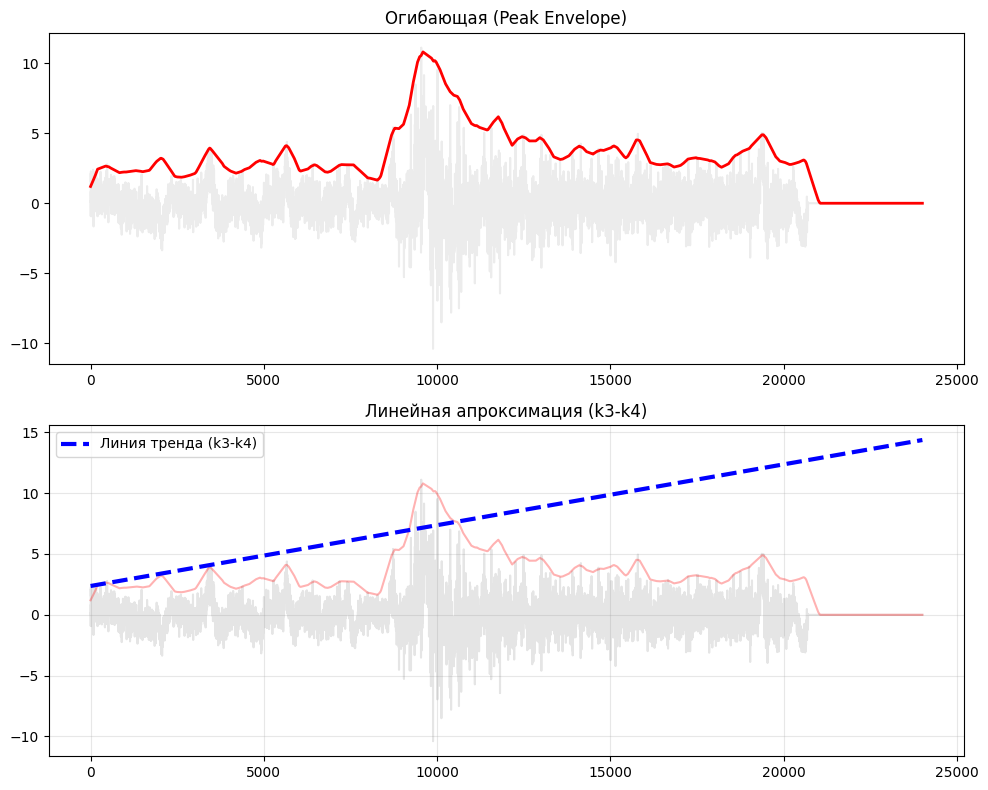 Огибающая (Peak Envelope)
10
5
0
−5
−10
0 5000 10000 15000 20000 25000
Линейная апроксимация (k3-k4)
Линия тренда (k3-k4)
15
10
5
0
−5
−10
0 5000 10000 15000 20000 25000